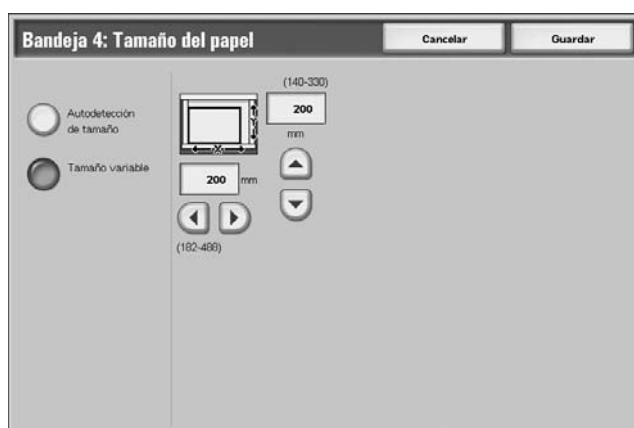 Bandeja 4: Tamaño del papel
Cancelar
Guardar
Autodetección
de tamaño
Tamaño variable
(140-330)
200
mm
Y
X
200 mm
(182-488)